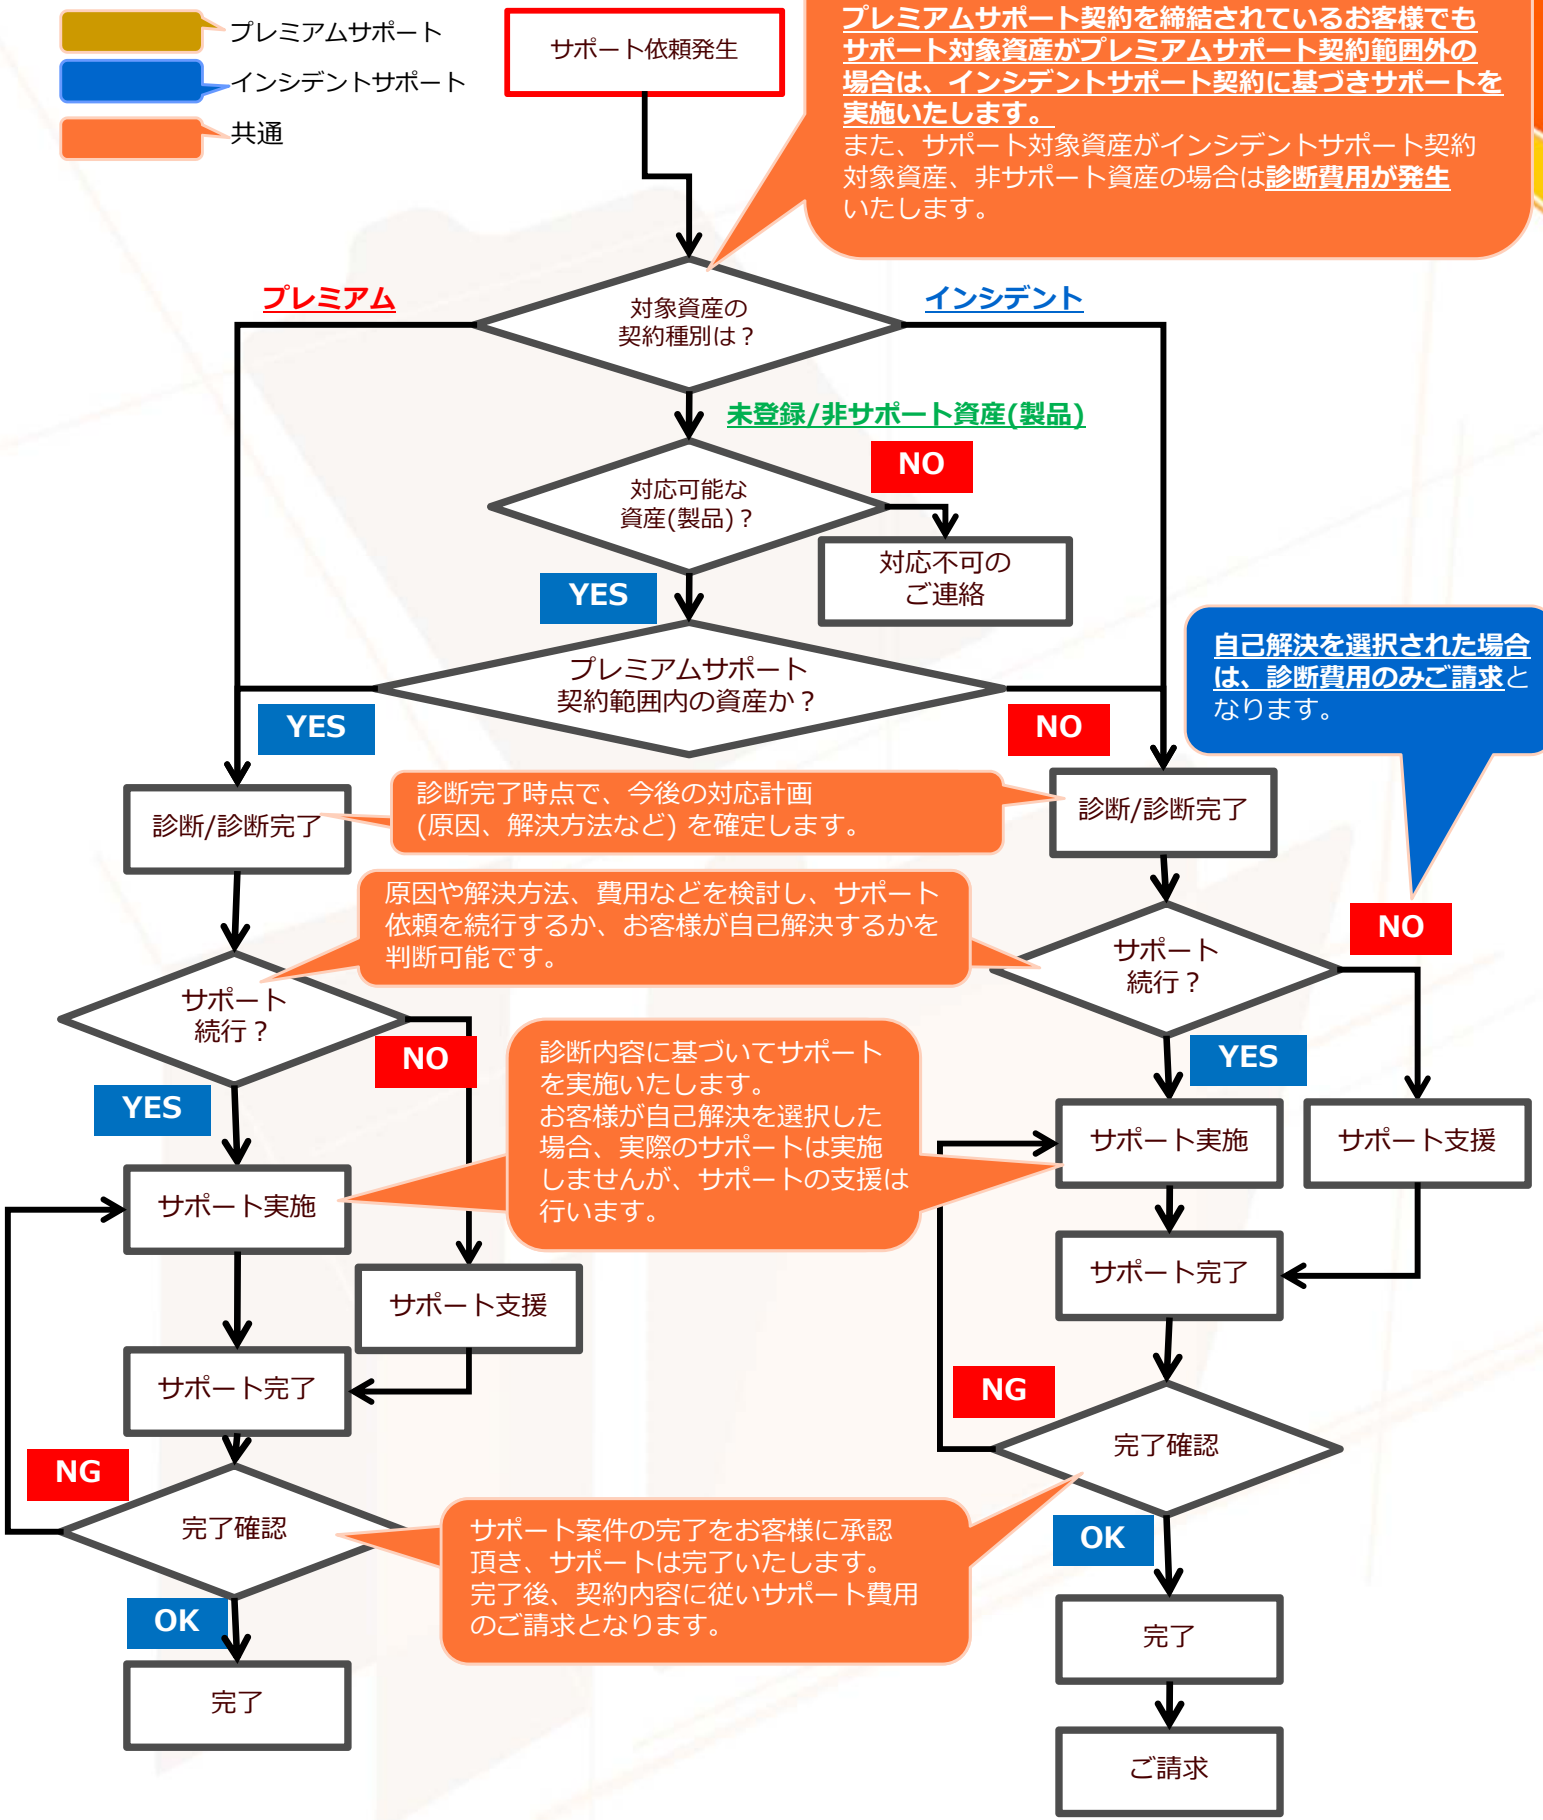 プレミアムサポート
インシデントサポート
共通
サポート依頼発生
プレミアムサポート契約を締結されているお客様でも
サポート対象資産がプレミアムサポート契約範囲外の
場合は、インシデントサポート契約に基づきサポートを
実施いたします。
また、サポート対象資産がインシデントサポート契約
対象資産、非サポート資産の場合は診断費用が発生
いたします。
プレミアム
対象資産の
契約種別は？
インシデント
未登録/非サポート資産(製品)
NO
対応可能な
資産(製品)？
対応不可の
ご連絡
YES
プレミアムサポート
契約範囲内の資産か？
YES
NO
自己解決を選択された場合
は、診断費用のみご請求と
なります。
診断/診断完了
診断完了時点で、今後の対応計画
(原因、解決方法など) を確定します。
診断/診断完了
原因や解決方法、費用などを検討し、サポート
依頼を続行するか、お客様が自己解決するかを
判断可能です。
NO
サポート
続行？
サポート
続行？
NO
YES
YES
診断内容に基づいてサポート
を実施いたします。
お客様が自己解決を選択した
場合、実際のサポートは実施
しませんが、サポートの支援は
行います。
サポート実施
サポート支援
サポート実施
サポート完了
サポート支援
サポート完了
NG
NG
完了確認
完了確認
サポート案件の完了をお客様に承認
頂き、サポートは完了いたします。
完了後、契約内容に従いサポート費用
のご請求となります。
OK
OK
完了
完了
ご請求